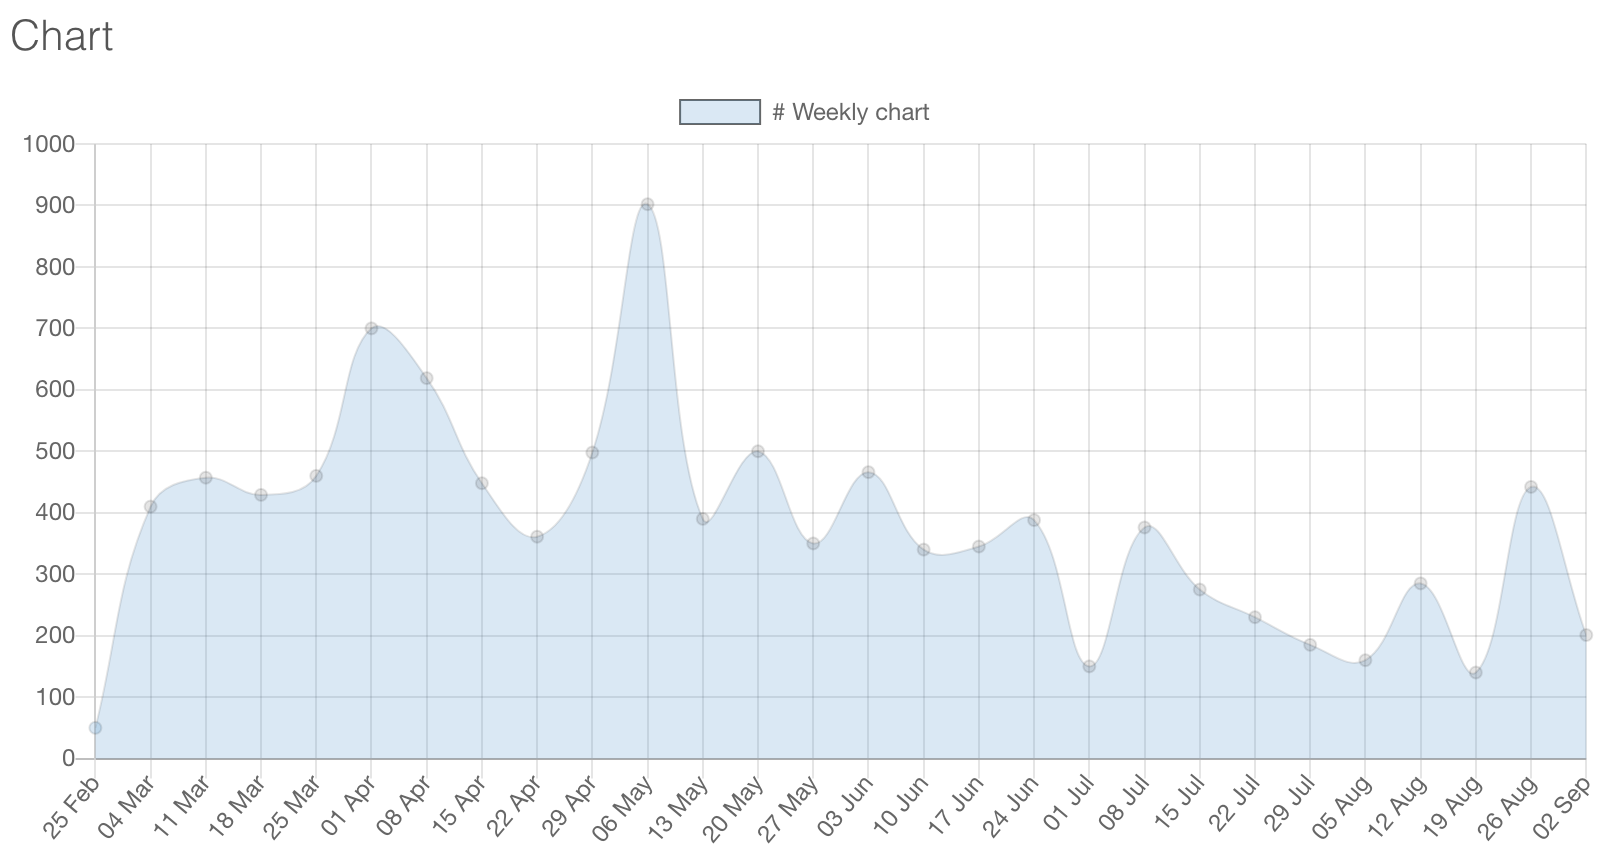 Chart
# Weekly chart
1000
900
800
700
600
500
400
300
200
100
0
25 Feb
04 Mar
11 Mar
18 Mar
25 Mar
01 Apr
08 Apr
15 Apr
22 Apr
29 Apr
06 May
13 May
20 May
27 May
03 Jun
10 Jun
17 Jun
24 Jun
01 Jul
08 Jul
15 Jul
22 Jul
29 Jul
05 Aug
12 Aug
19 Aug
26 Aug
02 Sep